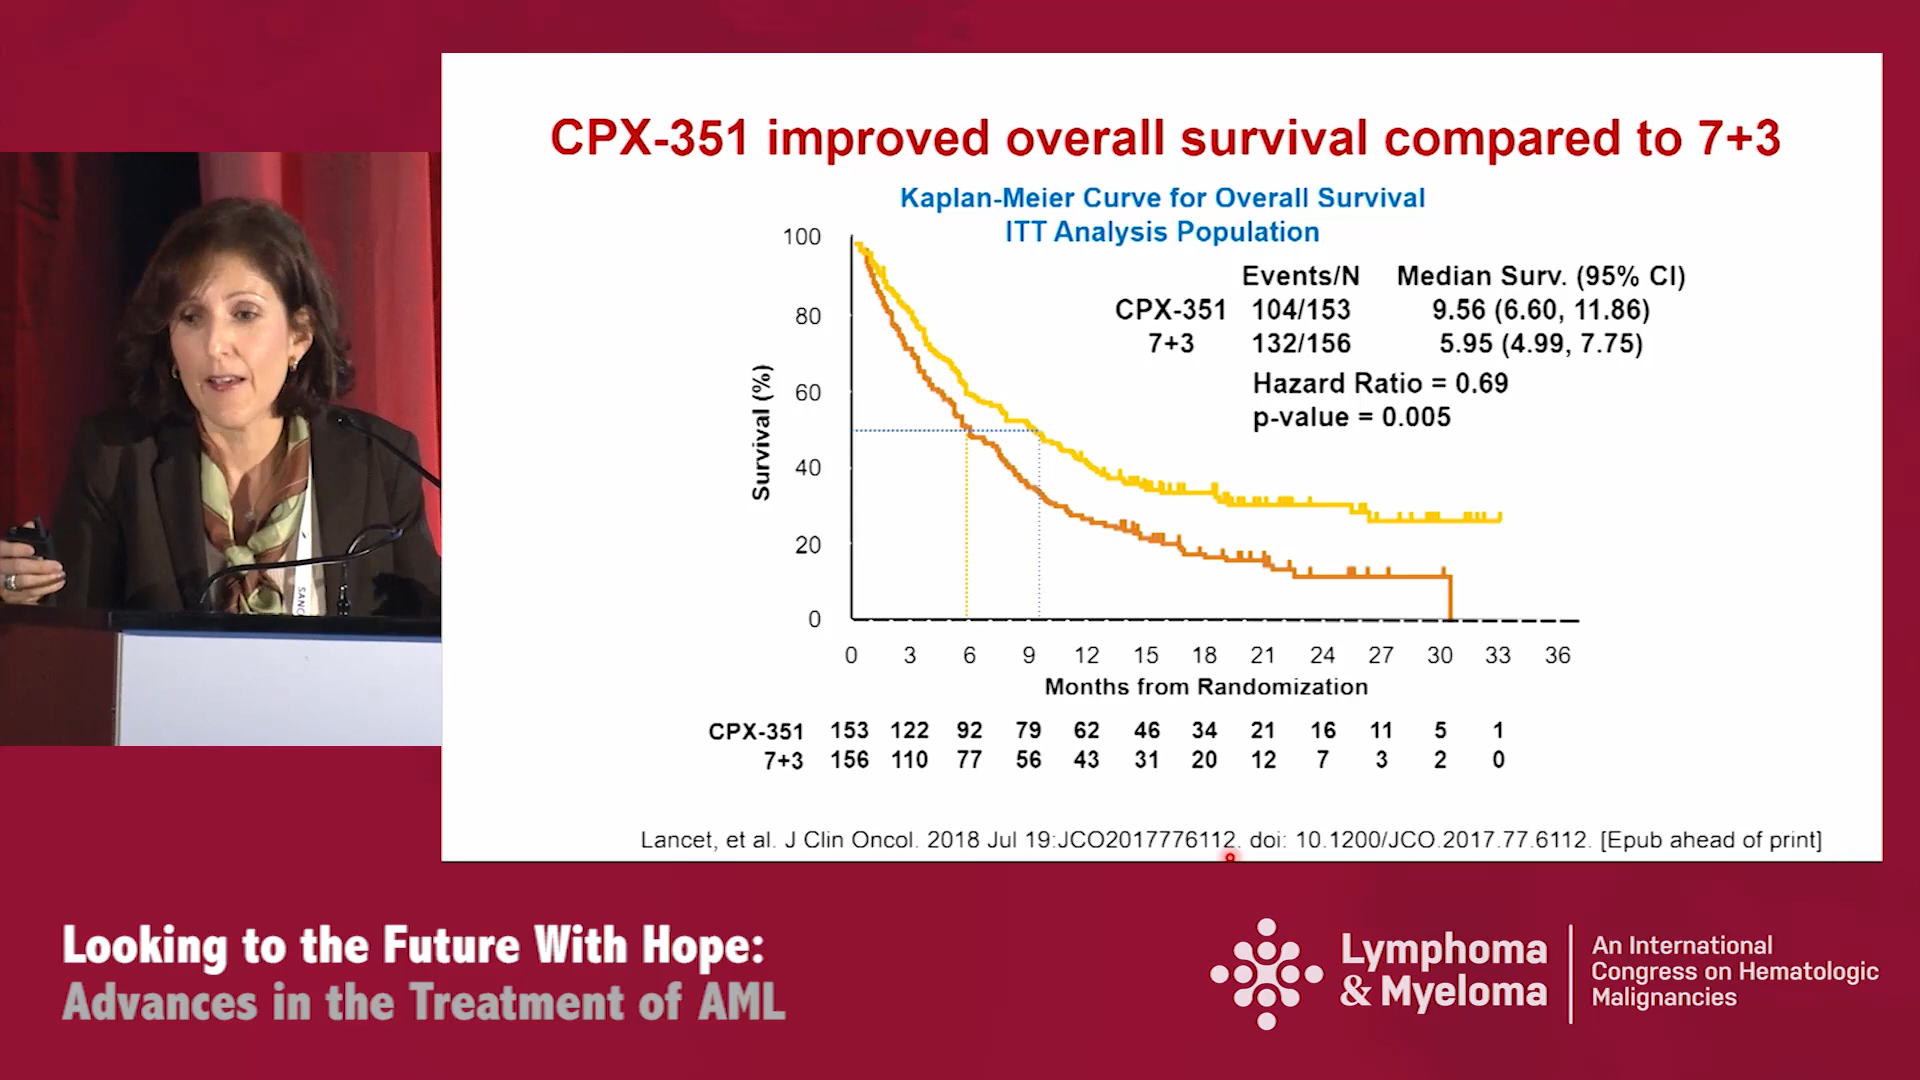 CPX-351 improved overall survival compared to 7+3
Kaplan-Meier Curve for Overall Survival
ITT Analysis Population
Events/N Median Surv. (95% CI)
CPX-351 104/153 9.56 (6.60, 11.86)
7+3 132/156 5.95 (4.99, 7.75)
Hazard Ratio = 0.69
p-value = 0.005
Survival (%)
100
80
60
40
20
0
0 3 6 9 12 15 18 21 24 27 30 33 36
Months from Randomization
CPX-351 153 122 92 79 62 46 34 21 16 11 5 1
7+3 156 110 77 56 43 31 20 12 7 3 2 0
Lancet, et al. J Clin Oncol. 2018 Jul 19:JCO2017776112. doi: 10.1200/JCO.2017.77.6112. [Epub ahead of print]
Looking to the Future With Hope:
Advances in the Treatment of AML
Lymphoma
& Myeloma
An International
Congress on Hematologic
Malignancies